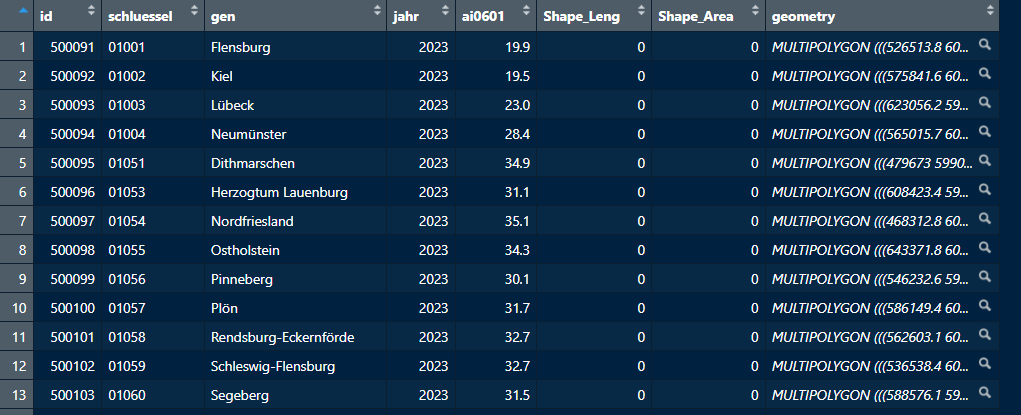 id schluessel gen jahr ai0601 Shape_Leng Shape_Area geometry
1 500091 01001 Flensburg 2023 19.9 0 0 MULTIPOLYGON (((526513.8 60...
2 500092 01002 Kiel 2023 19.5 0 0 MULTIPOLYGON (((575841.6 60...
3 500093 01003 Lübeck 2023 23.0 0 0 MULTIPOLYGON (((623056.2 59...
4 500094 01004 Neumünster 2023 28.4 0 0 MULTIPOLYGON (((565015.7 60...
5 500095 01051 Dithmarschen 2023 34.9 0 0 MULTIPOLYGON (((479673 5990...
6 500096 01053 Herzogtum Lauenburg 2023 31.1 0 0 MULTIPOLYGON (((608423.4 59...
7 500097 01054 Nordfriesland 2023 35.1 0 0 MULTIPOLYGON (((468312.8 60...
8 500098 01055 Ostholstein 2023 34.3 0 0 MULTIPOLYGON (((643371.8 60...
9 500099 01056 Pinneberg 2023 30.1 0 0 MULTIPOLYGON (((546232.6 59...
10 500100 01057 Plön 2023 31.7 0 0 MULTIPOLYGON (((586149.4 60...
11 500101 01058 Rendsburg-Eckernförde 2023 32.7 0 0 MULTIPOLYGON (((562603.1 60...
12 500102 01059 Schleswig-Flensburg 2023 32.7 0 0 MULTIPOLYGON (((536538.4 60...
13 500103 01060 Segeberg 2023 31.5 0 0 MULTIPOLYGON (((588576.1 59...